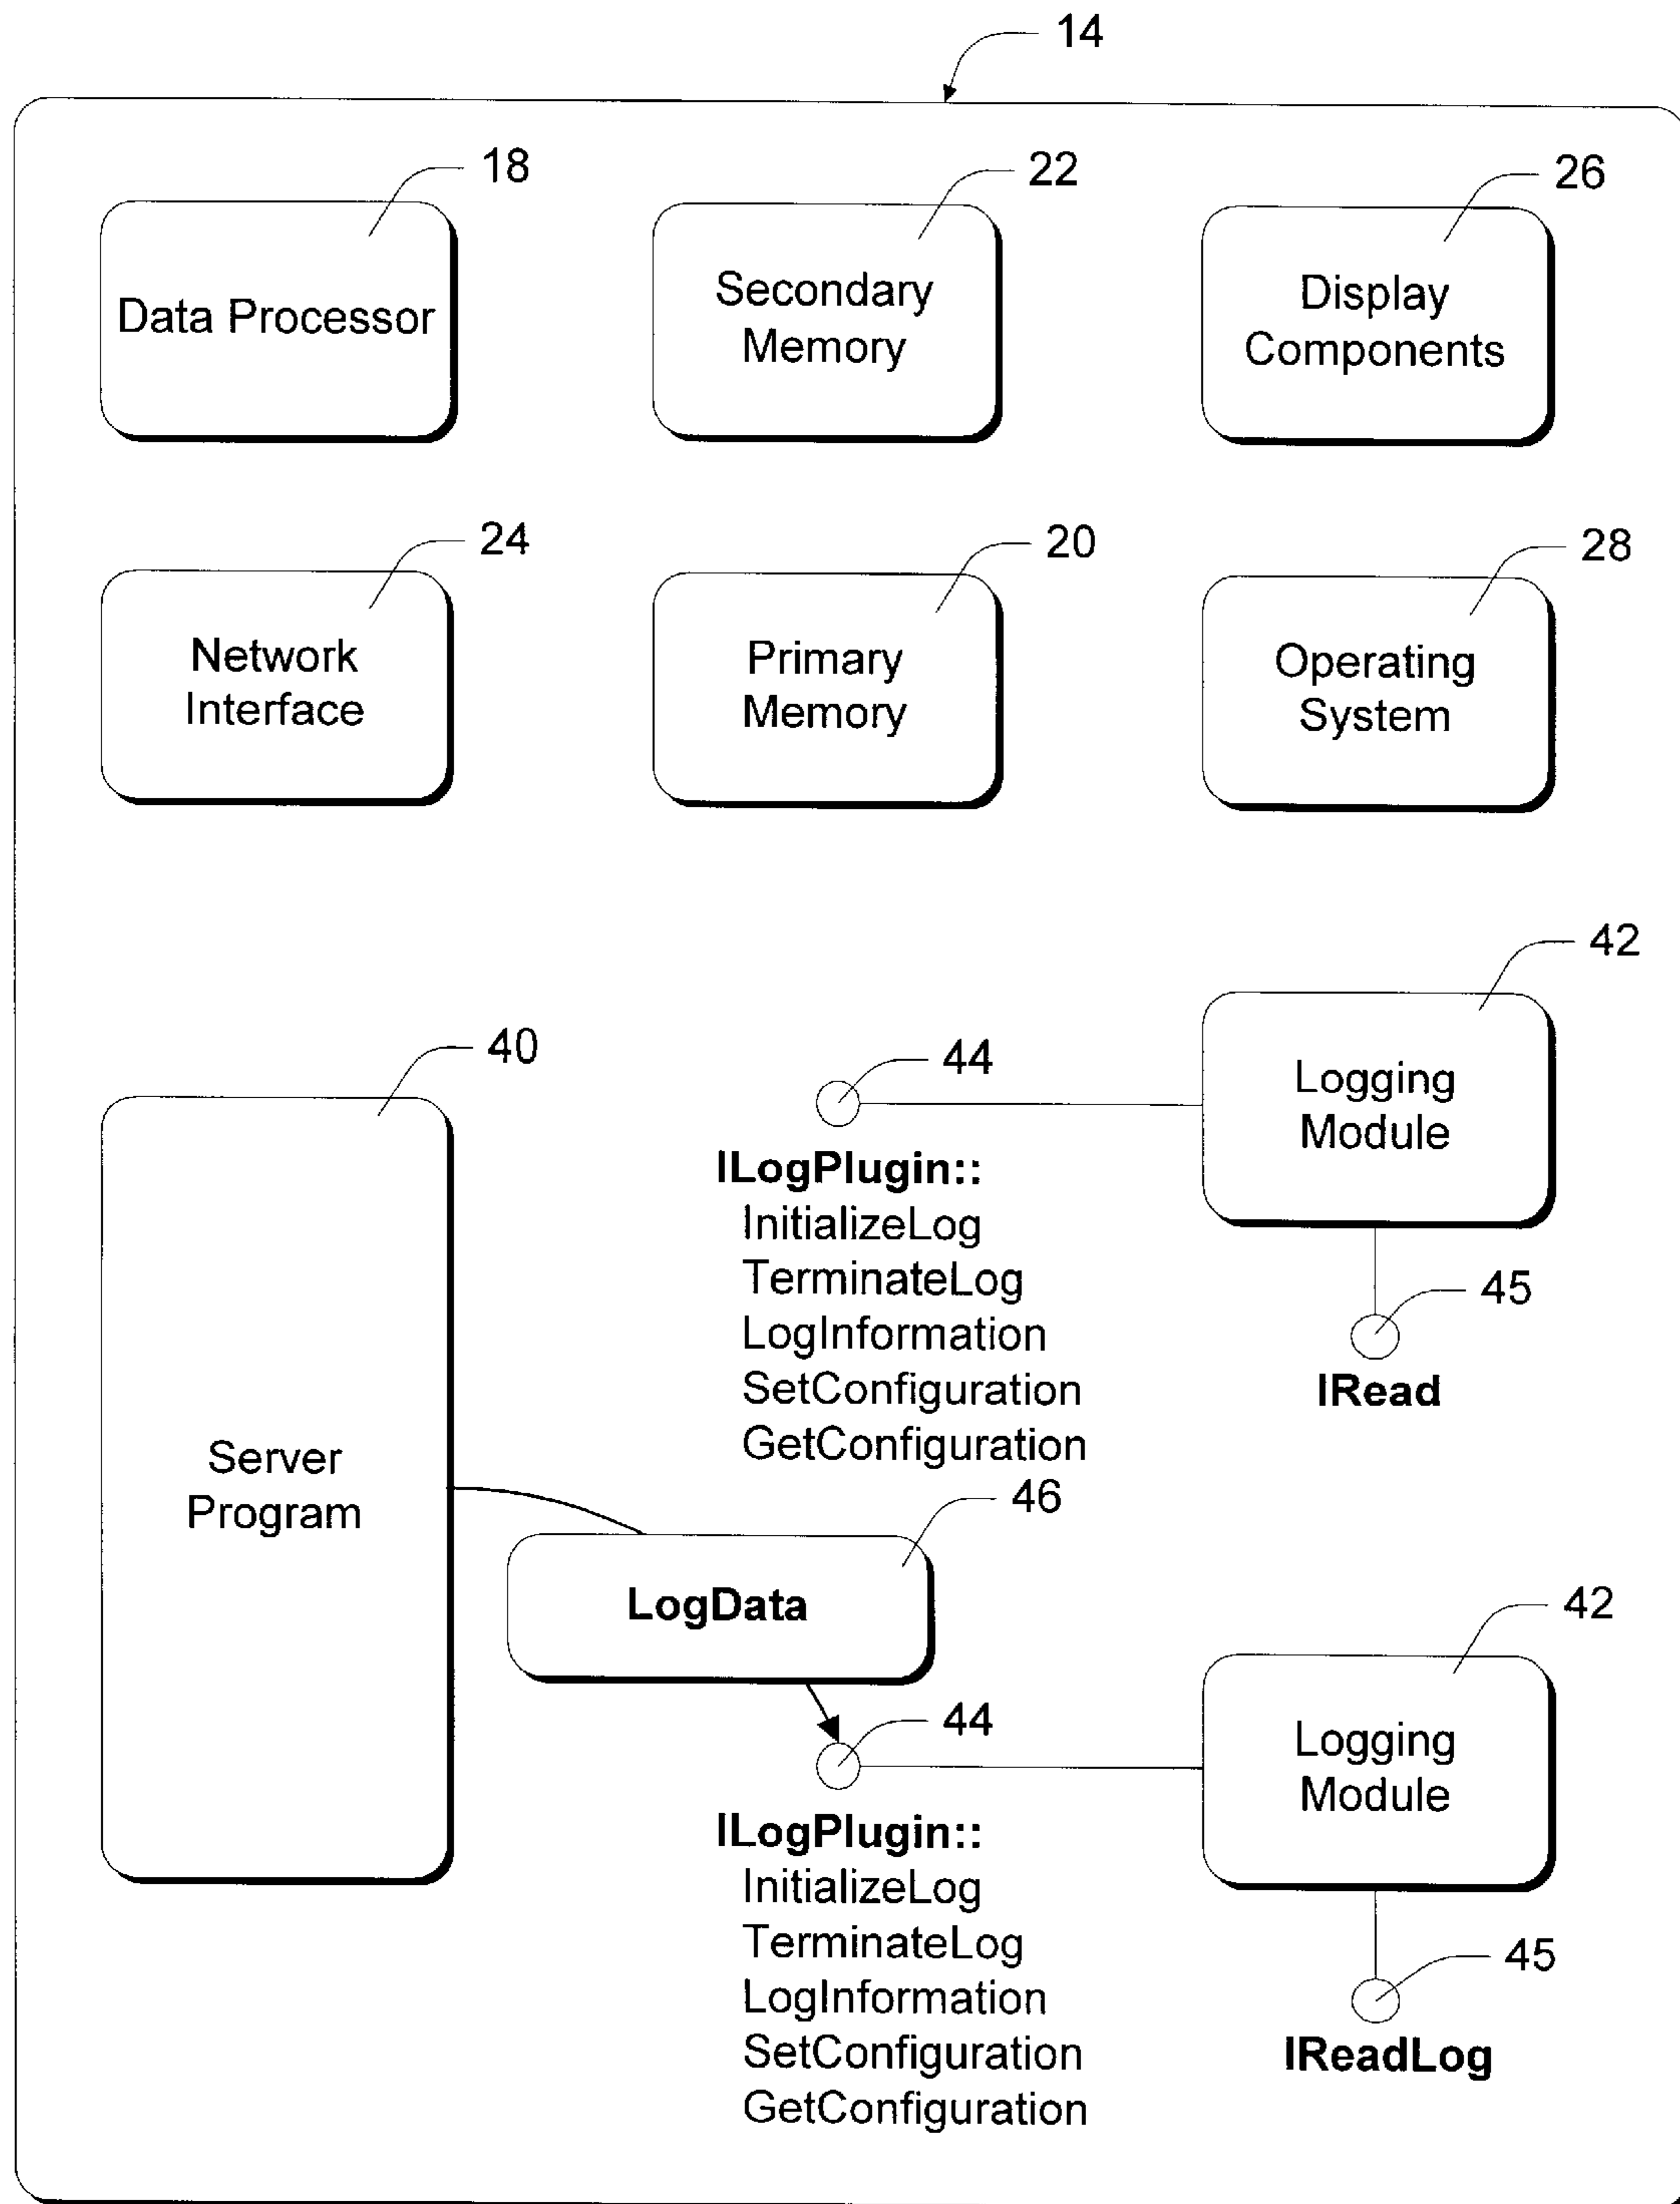 14
18
22
26
Data Processor
Secondary
Memory
Display
Components
24
20
28
Network
Interface
Primary
Memory
Operating
System
42
40
44
Logging
Module
ILogPlugin::
InitializeLog
TerminateLog
LogInformation
SetConfiguration
GetConfiguration
45
IRead
Server
Program
46
LogData
42
44
Logging
Module
ILogPlugin::
InitializeLog
TerminateLog
LogInformation
SetConfiguration
GetConfiguration
45
IReadLog